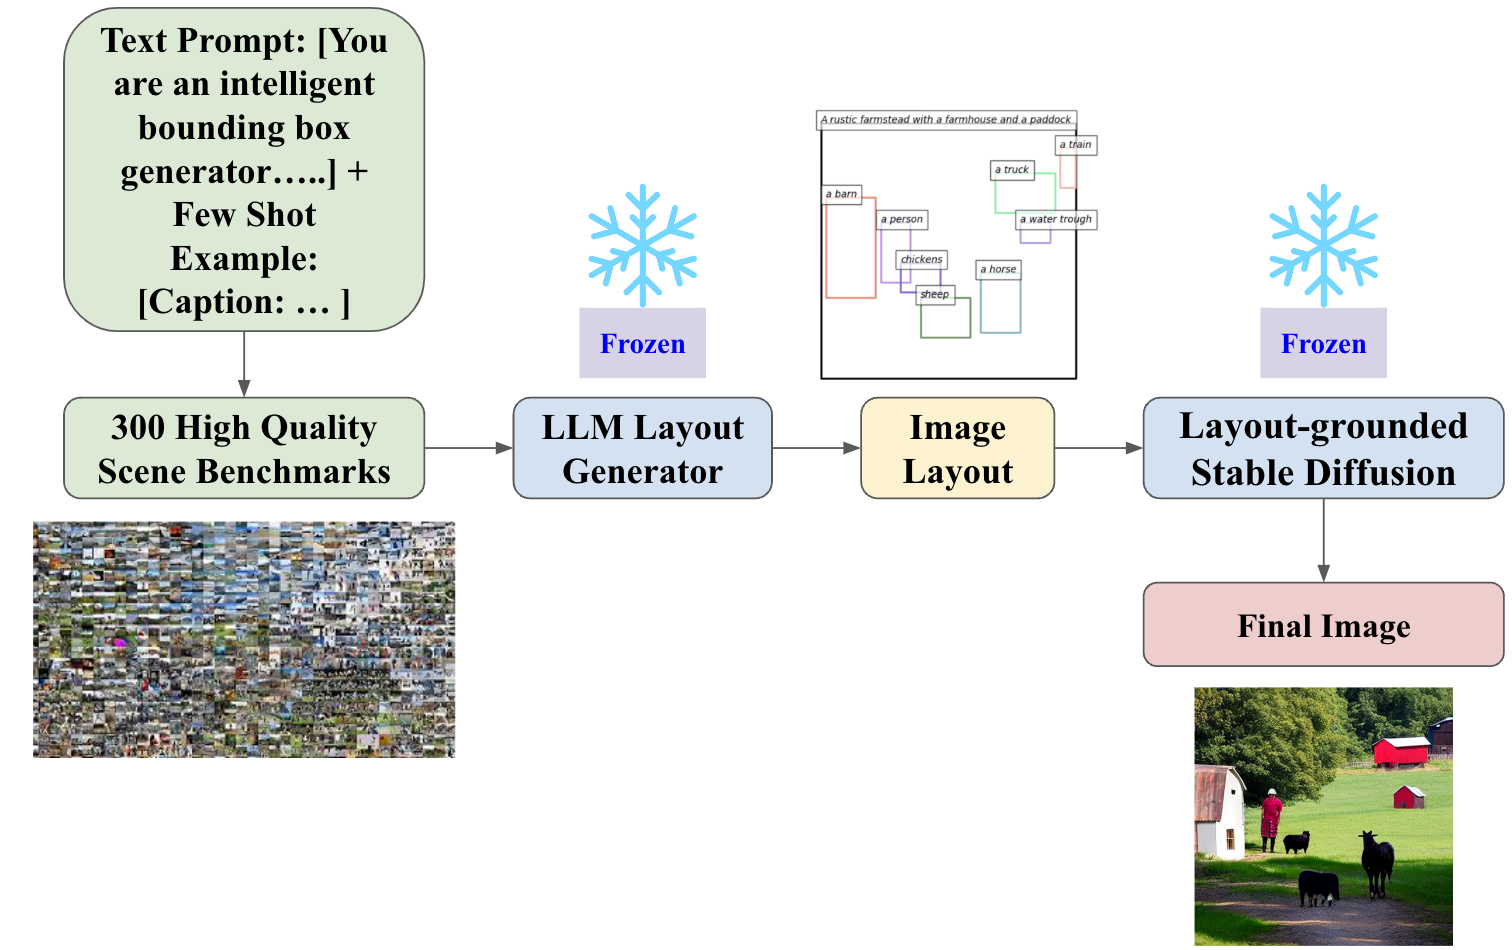 Text Prompt: [You
are an intelligent
bounding box
generator…..] +
Few Shot
Example:
[Caption: … ]
300 High Quality
Scene Benchmarks
Frozen
LLM Layout
Generator
A rustic farmstead with a farmhouse and a paddock
a train
a truck
a barn
a person
a water trough
chickens
a horse
sheep
Image
Layout
Frozen
Layout-grounded
Stable Diffusion
Final Image